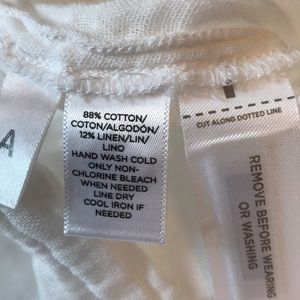 A
88% COTTON/
COTON/ALGODÓN/
12% LINEN/LIN/
LINO
HAND WASH COLD
ONLY NON-
CHLORINE BLEACH
WHEN NEEDED
LINE DRY
COOL IRON IF
NEEDED
CUT ALONG DOTTED LINE
REMOVE BEFORE WEARING
OR WASHING